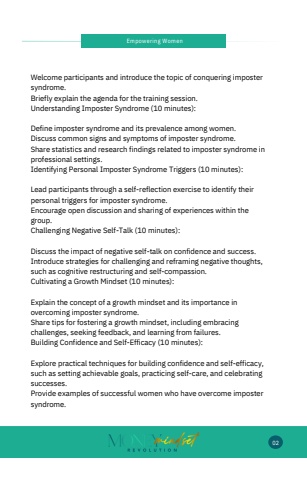 Empowering Women
Welcome participants and introduce the topic of conquering imposter
syndrome.
Briefly explain the agenda for the training session.
Understanding Imposter Syndrome (10 minutes):
Define imposter syndrome and its prevalence among women.
Discuss common signs and symptoms of imposter syndrome.
Share statistics and research findings related to imposter syndrome in
professional settings.
Identifying Personal Imposter Syndrome Triggers (10 minutes):
Lead participants through a self-reflection exercise to identify their
personal triggers for imposter syndrome.
Encourage open discussion and sharing of experiences within the
group.
Challenging Negative Self-Talk (10 minutes):
Discuss the impact of negative self-talk on confidence and success.
Introduce strategies for challenging and reframing negative thoughts,
such as cognitive restructuring and self-compassion.
Cultivating a Growth Mindset (10 minutes):
Explain the concept of a growth mindset and its importance in
overcoming imposter syndrome.
Share tips for fostering a growth mindset, including embracing
challenges, seeking feedback, and learning from failures.
Building Confidence and Self-Efficacy (10 minutes):
Explore practical techniques for building confidence and self-efficacy,
such as setting achievable goals, practicing self-care, and celebrating
successes.
Provide examples of successful women who have overcome imposter
syndrome.
mindset
REVOLUTION
02